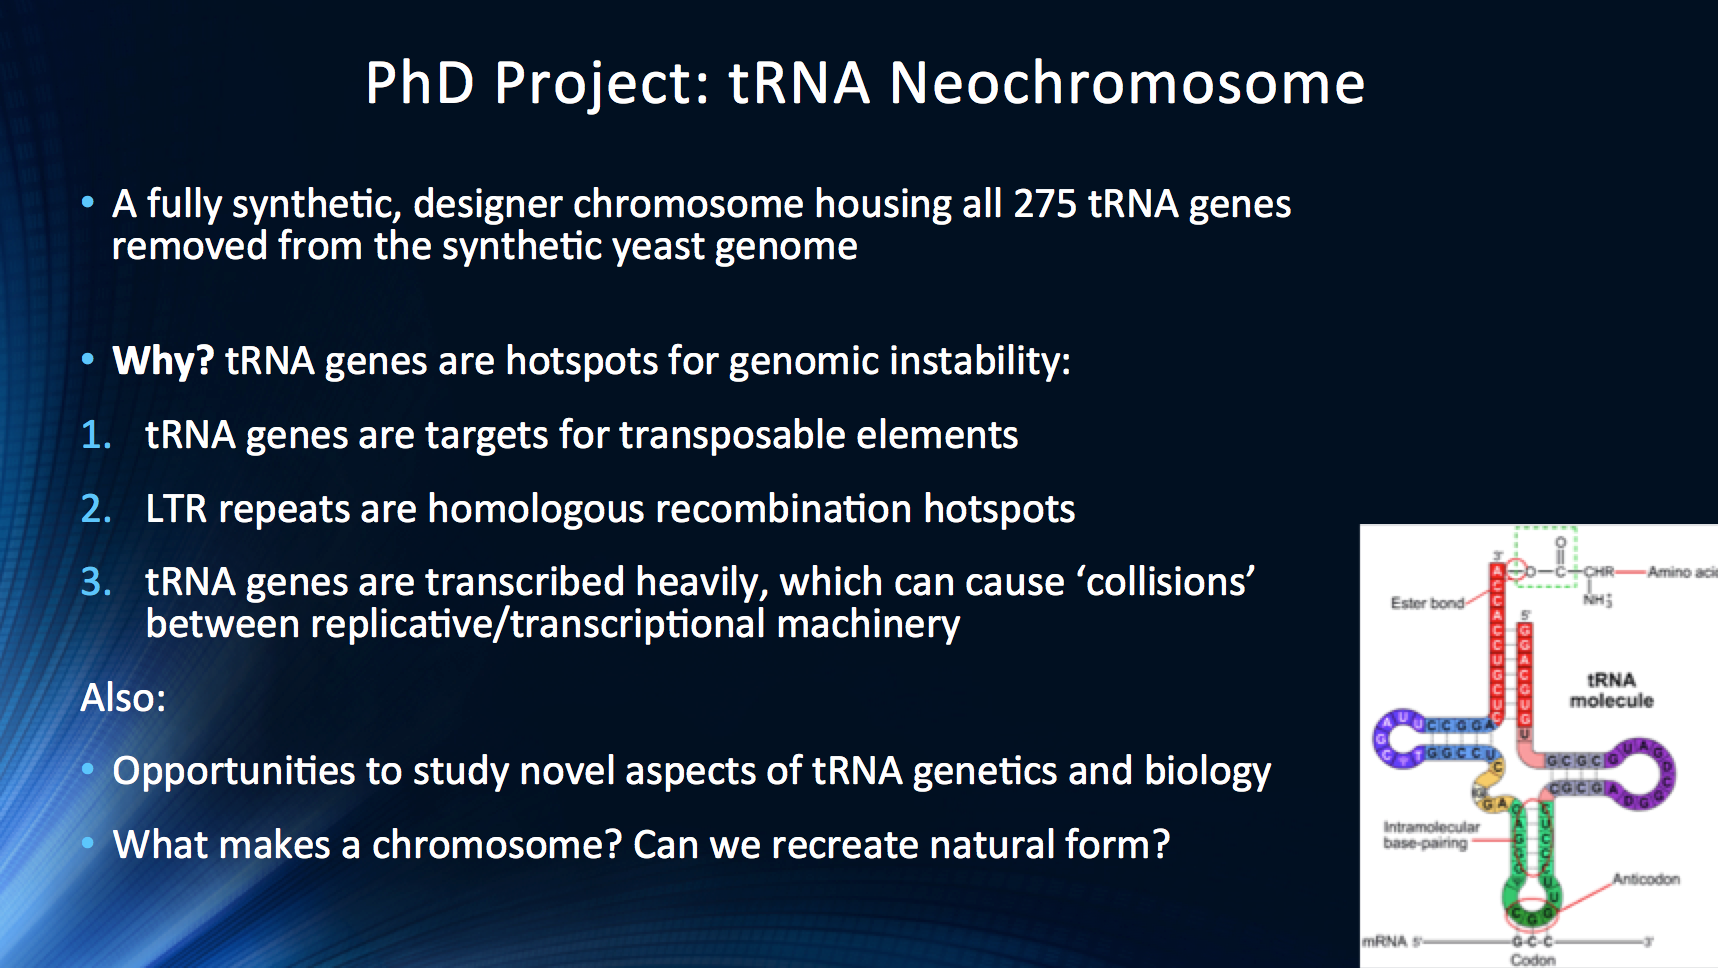 PhD Project: tRNA Neochromosome
• A fully synthetic, designer chromosome housing all 275 tRNA genes
removed from the synthetic yeast genome
• Why? tRNA genes are hotspots for genomic instability:
1. tRNA genes are targets for transposable elements
2. LTR repeats are homologous recombination hotspots
3. tRNA genes are transcribed heavily, which can cause ‘collisions’
between replicative/transcriptional machinery
Also:
• Opportunities to study novel aspects of tRNA genetics and biology
• What makes a chromosome? Can we recreate natural form?
3'
O
O C CHR Amino acid
NH
Ester bond
5'
A C C A C C U G C U C
G G A C G U G U
tRNA
molecule
U U C C G G A
G G C C U
G C G C G U A G
C G C G A G G
G A
Intramolecular
base-pairing
Anticodon
C G G
mRNA 5' G-C-C 3'
Codon